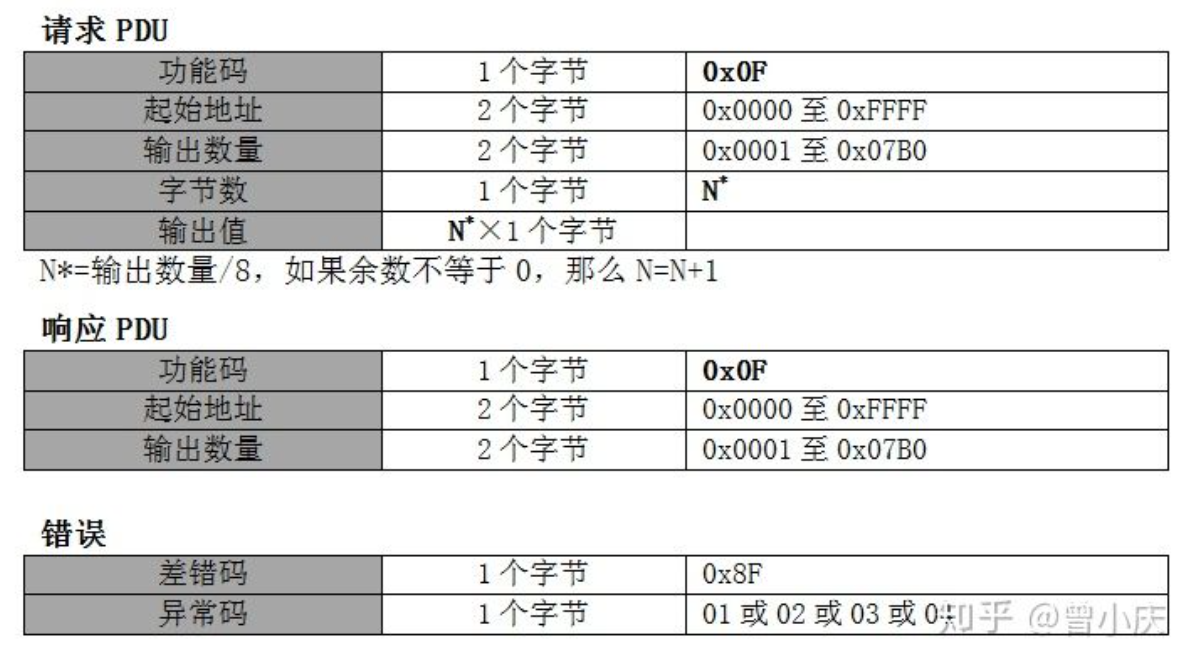 请求 PDU
功能码 1 个字节 0x0F
起始地址 2 个字节 0x0000 至 0xFFFF
输出数量 2 个字节 0x0001 至 0x07B0
字节数 1 个字节 N*
输出值 N*×1 个字节
N*=输出数量/8，如果余数不等于 0，那么 N=N+1
响应 PDU
功能码 1 个字节 0x0F
起始地址 2 个字节 0x0000 至 0xFFFF
输出数量 2 个字节 0x0001 至 0x07B0
错误
差错码 1 个字节 0x8F
异常码 1 个字节 01 或 02 或 03 或 04
知乎 @曾小庆